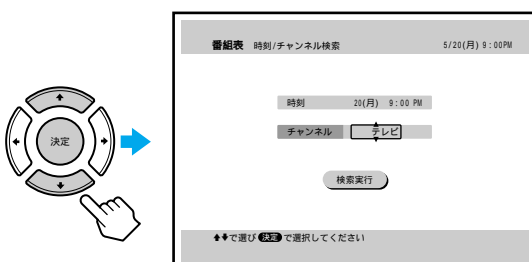 番組表 時刻/チャンネル検索 5/20(月) 9:00PM
時刻 20(月) 9:00 PM
チャンネル テレビ
決定
検索実行
で選び 決定 で選択してください